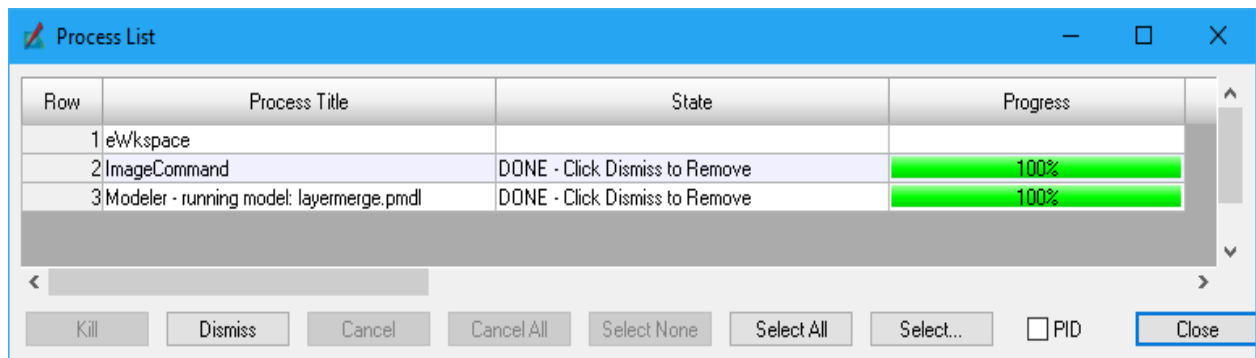 Process List
Row Process Title State Progress
1 eWkspace
2 ImageCommand DONE - Click Dismiss to Remove 100%
3 Modeler - running model: layermerge.pmdl DONE - Click Dismiss to Remove 100%
Kill Dismiss Cancel Cancel All Select None Select All Select... PID Close